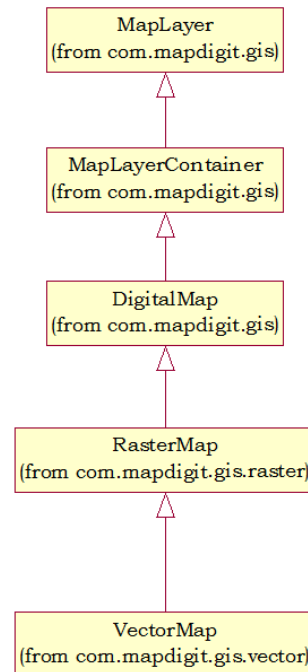 MapLayer
(from com.mapdigit.gis)
MapLayerContainer
(from com.mapdigit.gis)
DigitalMap
(from com.mapdigit.gis)
RasterMap
(from com.mapdigit.gis.raster)
VectorMap
(from com.mapdigit.gis.vector)